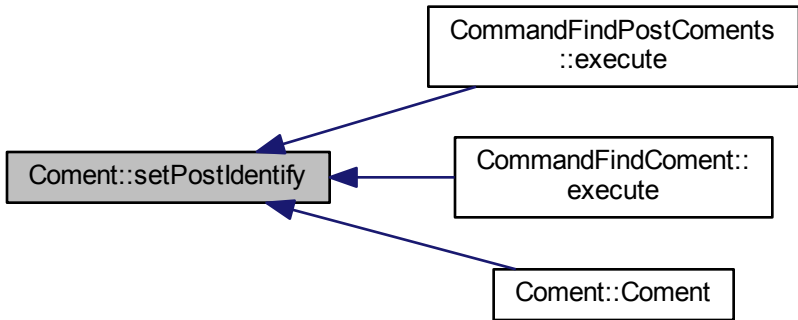 CommandFindPostComents
::execute
Coment::setPostIdentify
CommandFindComent::
execute
Coment::Coment